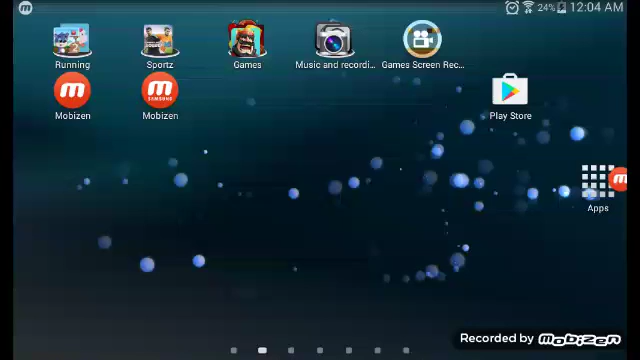 24% 12:04 AM
Running Sportz Games Music and recordi... Games Screen Rec...
m m SAMSUNG
Mobizen Mobizen Play Store
m
Apps
Recorded by mobizen